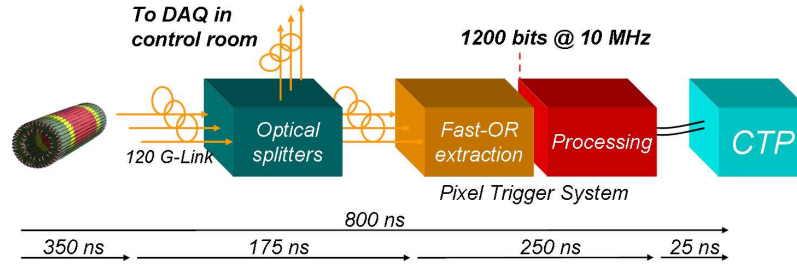 To DAQ in
control room
1200 bits @ 10 MHz
120 G-Link
Optical
splitters
Fast-OR
extraction
Processing
CTP
Pixel Trigger System
800 ns
350 ns
175 ns
250 ns
25 ns